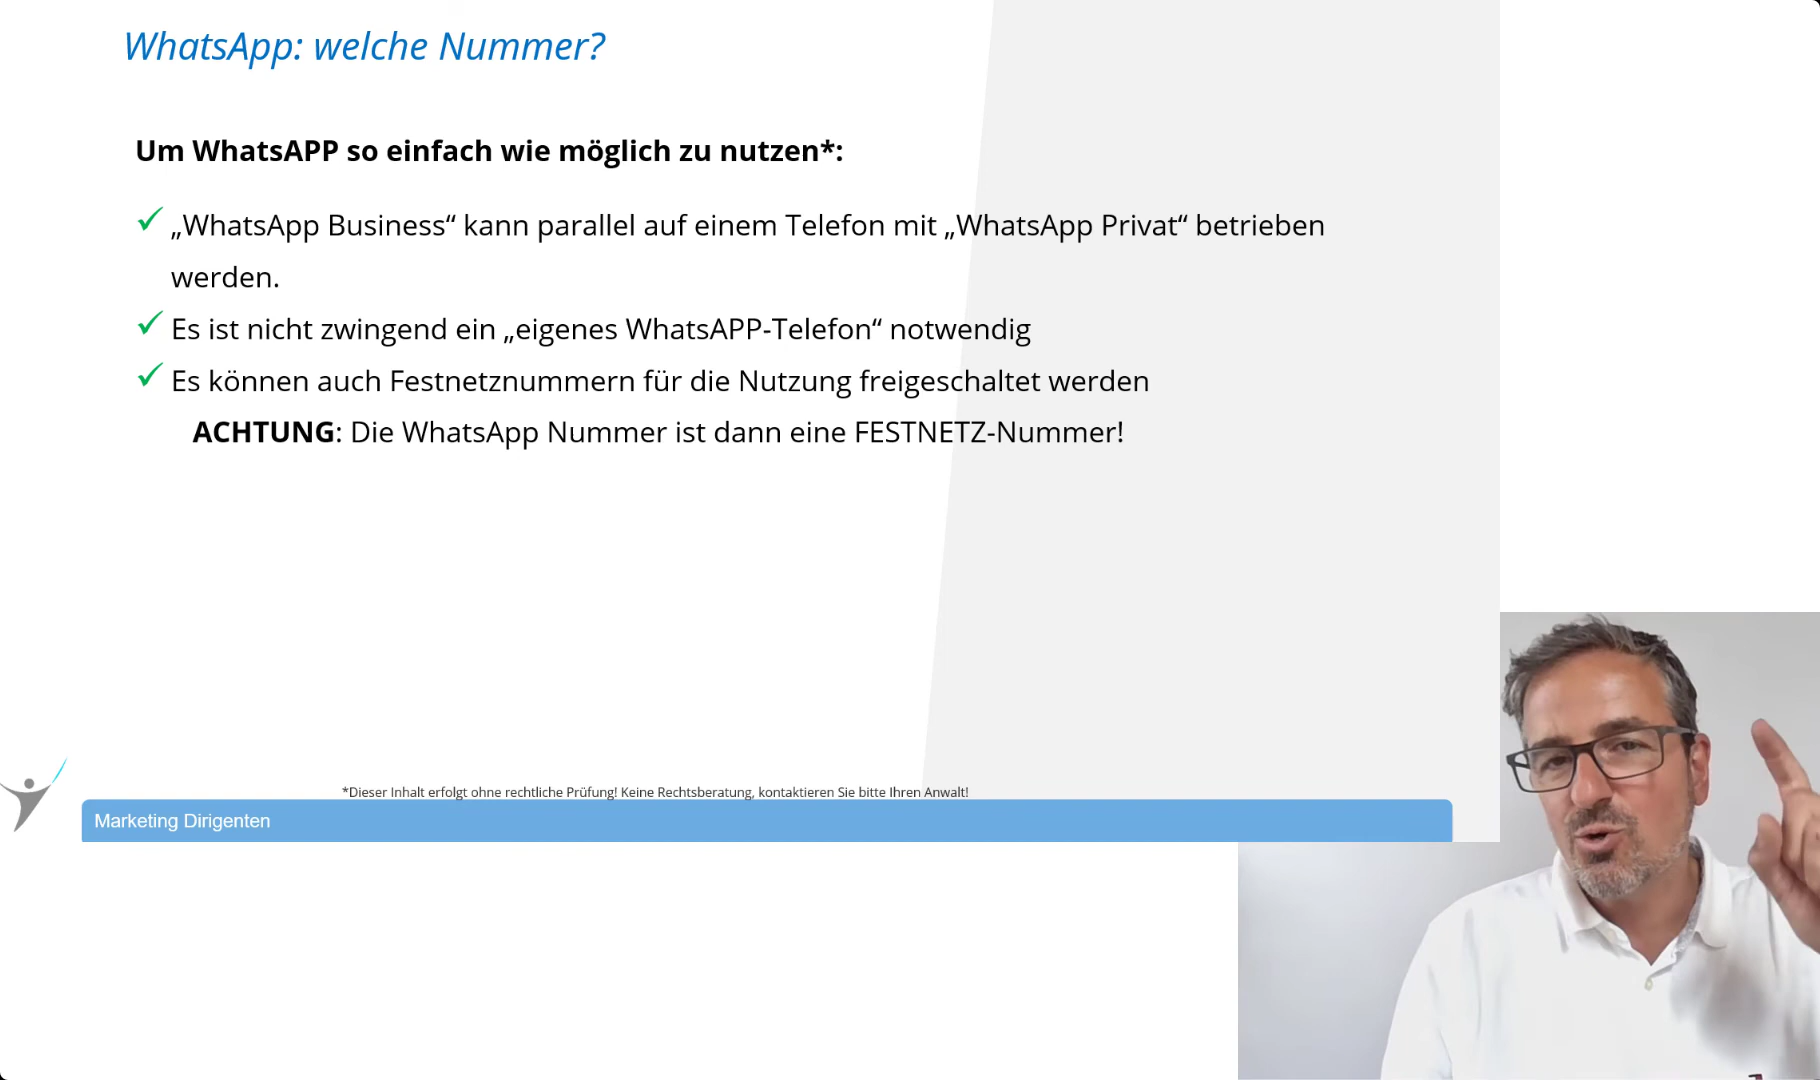 WhatsApp: welche Nummer?
Um WhatsAPP so einfach wie möglich zu nutzen*:
„WhatsApp Business“ kann parallel auf einem Telefon mit „WhatsApp Privat“ betrieben
werden.
Es ist nicht zwingend ein „eigenes WhatsAPP-Telefon“ notwendig
Es können auch Festnetznummern für die Nutzung freigeschaltet werden
ACHTUNG: Die WhatsApp Nummer ist dann eine FESTNETZ-Nummer!
*Dieser Inhalt erfolgt ohne rechtliche Prüfung! Keine Rechtsberatung, kontaktieren Sie bitte Ihren Anwalt!
Marketing Dirigenten